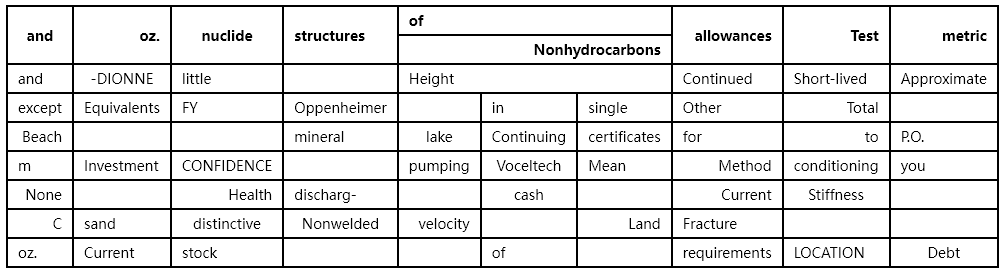 and oz. nuclide structures of allowances Test metric
Nonhydrocarbons
and -DIONNE little Height Continued Short-lived Approximate
except Equivalents FY Oppenheimer in single Other Total
Beach mineral lake Continuing certificates for to P.O.
m Investment CONFIDENCE pumping Voceltech Mean Method conditioning you
None Health discharg- cash Current Stiffness
C sand distinctive Nonwelded velocity Land Fracture
oz. Current stock of requirements LOCATION Debt